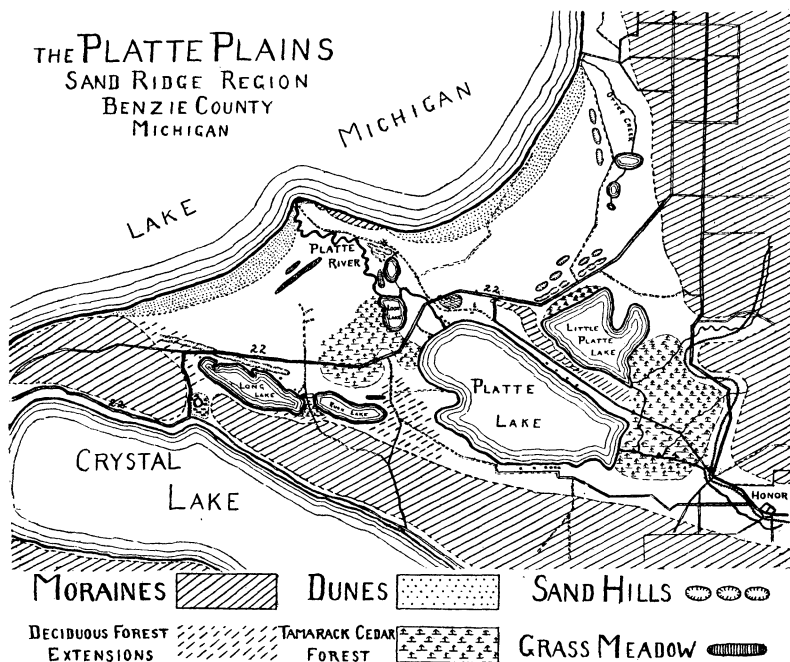 THE PLATTE PLAINS
SAND RIDGE REGION
BENZIE COUNTY
MICHIGAN
LAKE MICHIGAN
OTTER CREEK
PLATTE
RIVER
22
LITTLE
PLATTE
LAKE
22
PLATTE
LAKE
LONG
LAKE
22
CRYSTAL
LAKE
HONOR
MORAINES
DUNES
SAND HILLS
DECIDUOUS FOREST
EXTENSIONS
TAMARACK CEDAR
FOREST
GRASS MEADOW